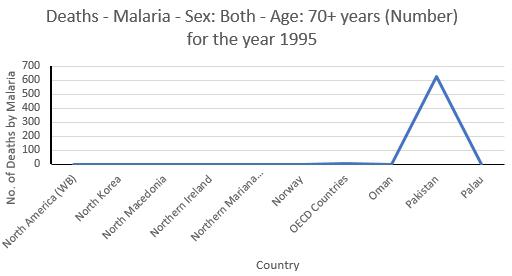 Deaths - Malaria - Sex: Both - Age: 70+ years (Number)
for the year 1995
No. of Deaths by Malaria
700
600
500
400
300
200
100
0
North America (WB)
North Korea
North Macedonia
Northern Ireland
Northern Mariana…
Norway
OECD Countries
Oman
Pakistan
Palau
Country